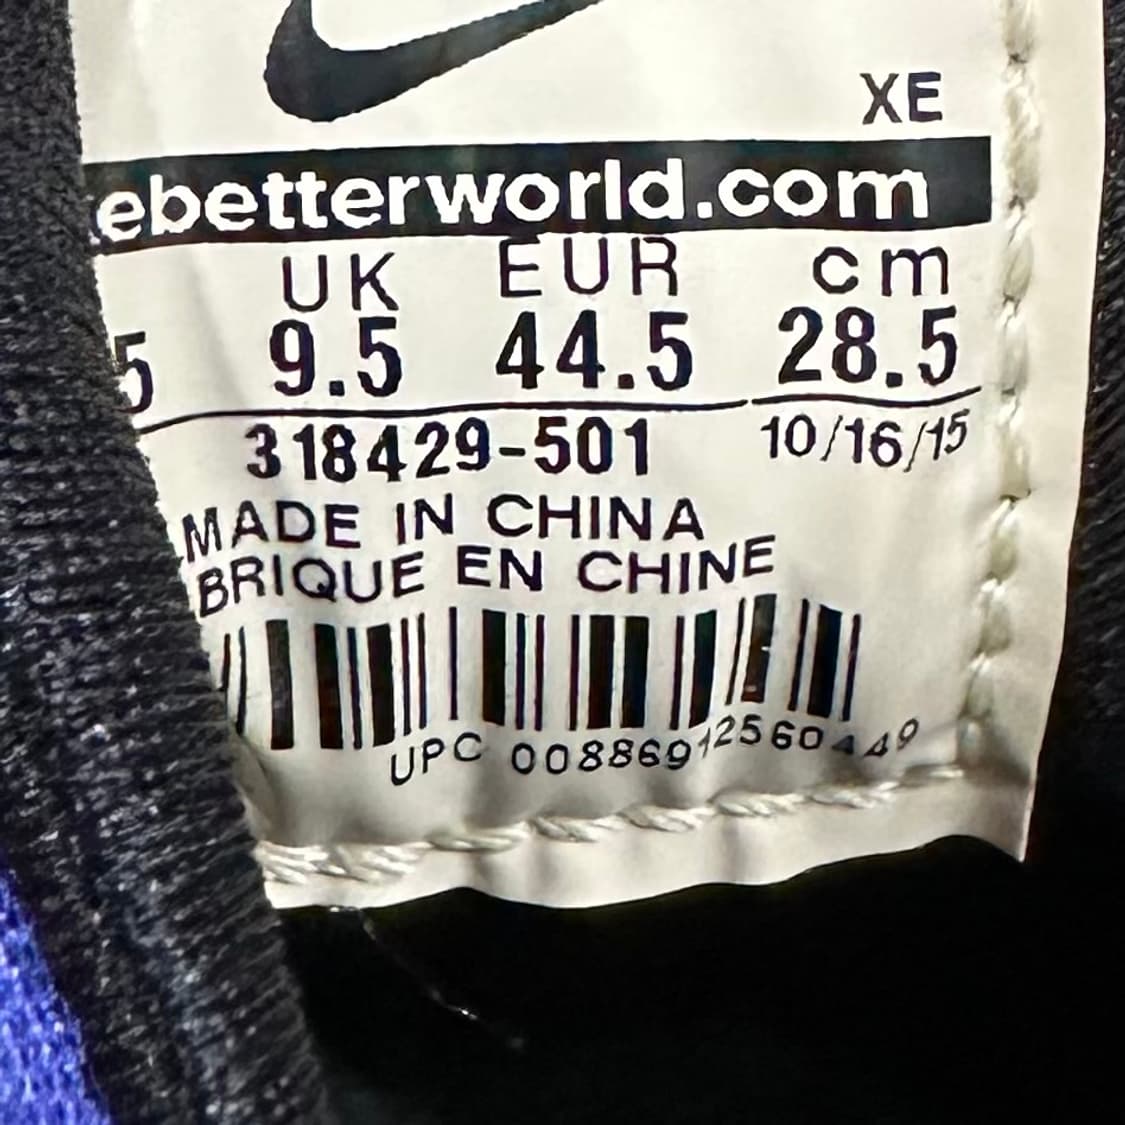 XE
ebetterworld.com
UK EUR cm
5 9.5 44.5 28.5
318429-501 10/16/15
MADE IN CHINA
BRIQUE EN CHINE
UPC 00886912560449